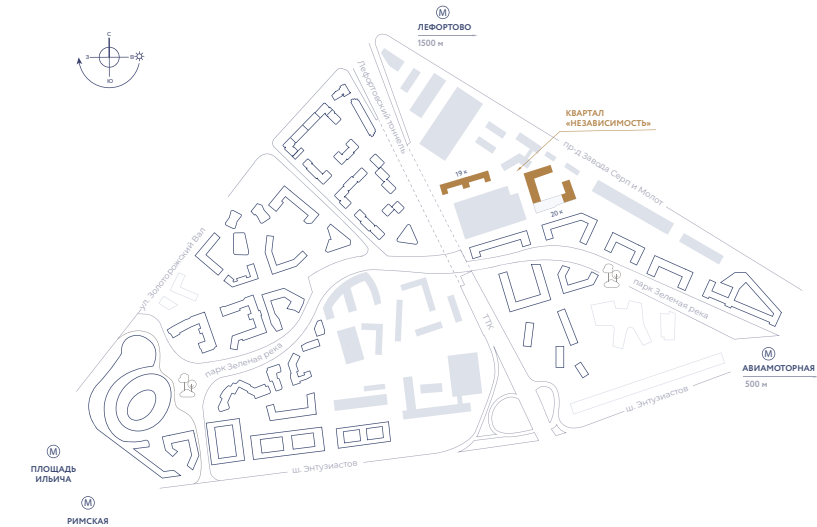 М
ЛЕФОРТОВО
1500 м
С
З
В
Ю
Лефортовский тоннель
КВАРТАЛ
«НЕЗАВИСИМОСТЬ»
пр-д Завода Серп и Молот
19 к
20 к
ул. Золоторожский Вал
парк Зеленая река
ТТК
парк Зеленая река
М
АВИАМОТОРНАЯ
500 м
ш. Энтузиастов
ш. Энтузиастов
М
ПЛОЩАДЬ
ИЛЬИЧА
М
РИМСКАЯ